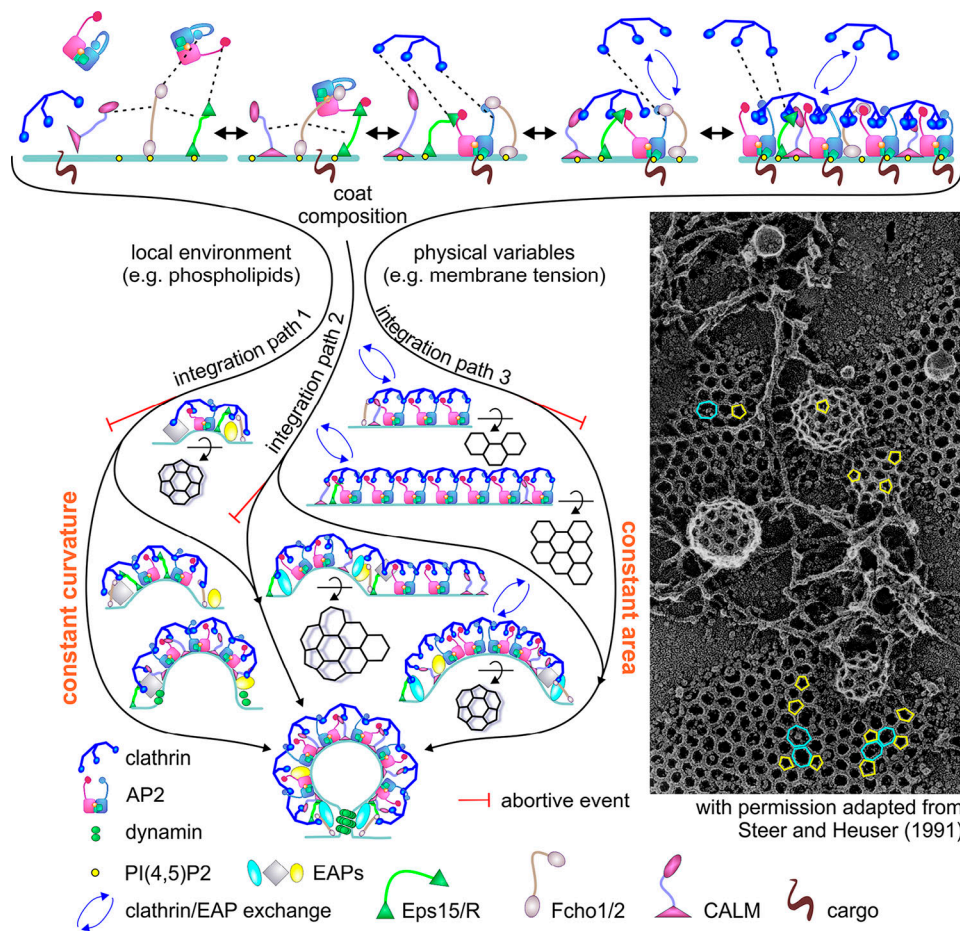 coat
composition
local environment
(e.g. phospholipids)
physical variables
(e.g. membrane tension)
integration path 1
integration path 2
integration path 3
constant curvature
constant area
clathrin
AP2
dynamin
PI(4,5)P2
EAPs
clathrin/EAP exchange
abortive event
Eps15/R
Fcho1/2
CALM
cargo
with permission adapted from
Steer and Heuser (1991)